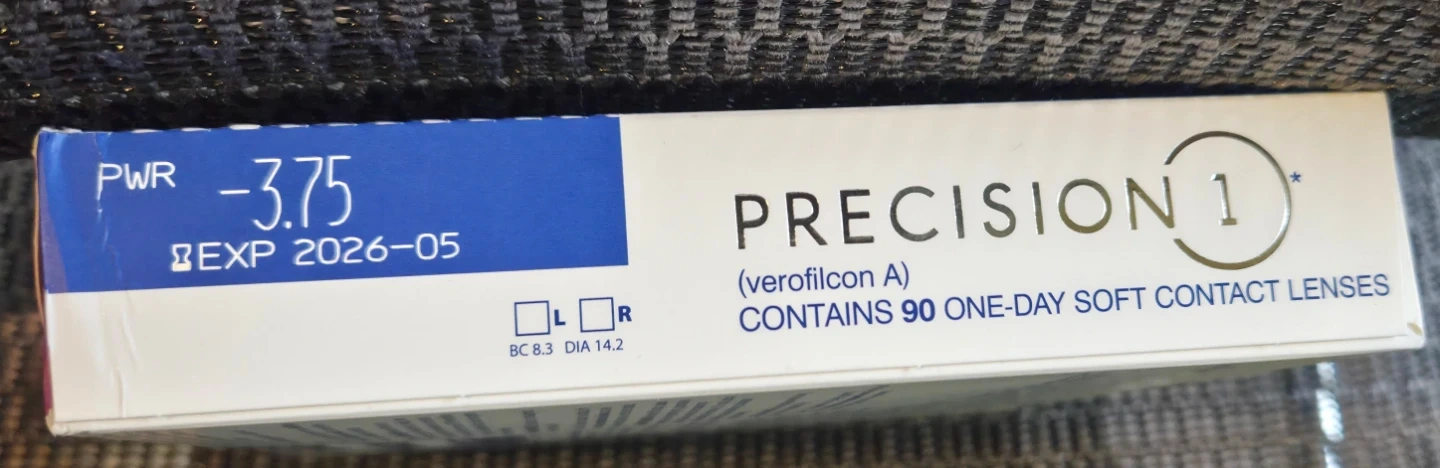 PWR -3.75
EXP 2026-05
L R
BC 8.3 DIA 14.2
PRECISION 1*
(verofilcon A)
CONTAINS 90 ONE-DAY SOFT CONTACT LENSES